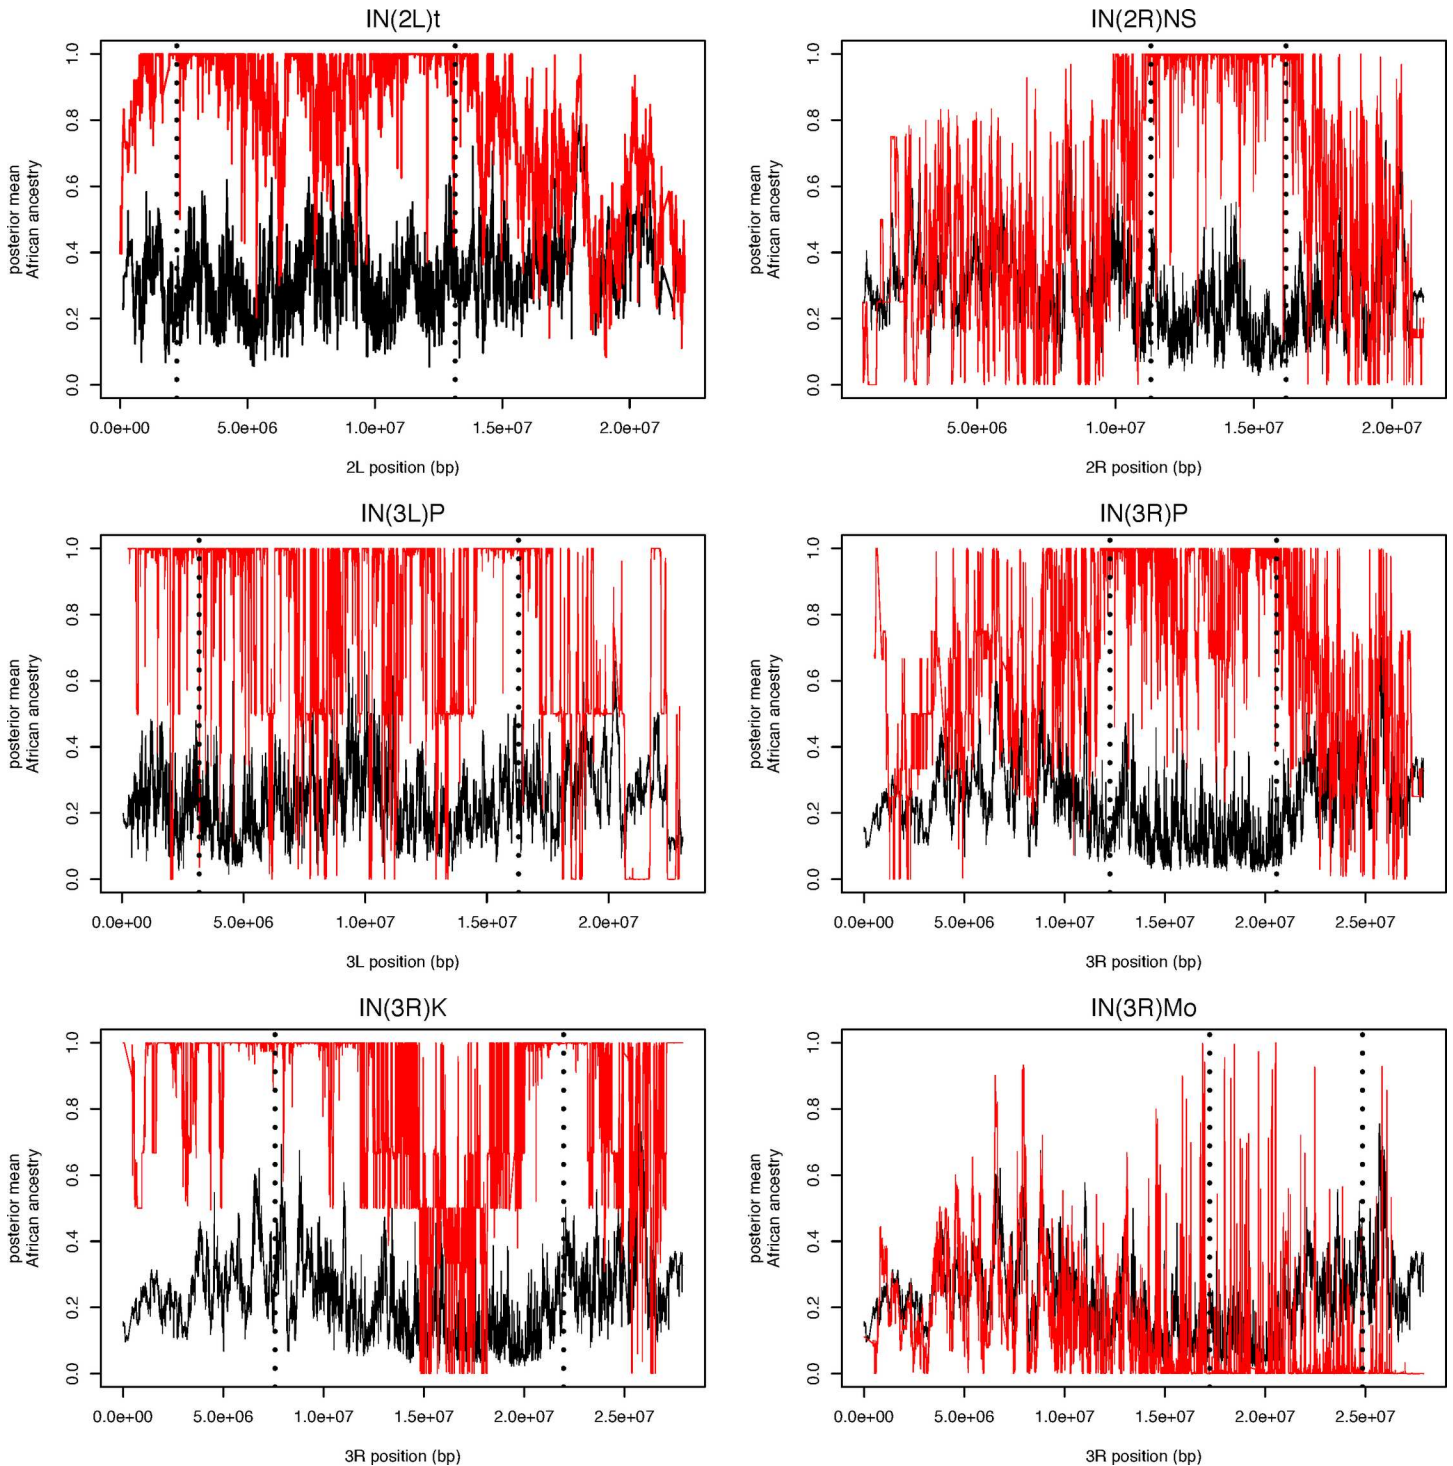 IN(2L)t
posterior mean
African ancestry
1.0
0.8
0.6
0.4
0.2
0.0
0.0e+00 5.0e+06 1.0e+07 1.5e+07 2.0e+07
2L position (bp)
IN(2R)NS
posterior mean
African ancestry
1.0
0.8
0.6
0.4
0.2
0.0
5.0e+06 1.0e+07 1.5e+07 2.0e+07
2R position (bp)
IN(3L)P
posterior mean
African ancestry
1.0
0.8
0.6
0.4
0.2
0.0
0.0e+00 5.0e+06 1.0e+07 1.5e+07 2.0e+07
3L position (bp)
IN(3R)P
posterior mean
African ancestry
1.0
0.8
0.6
0.4
0.2
0.0
0.0e+00 5.0e+06 1.0e+07 1.5e+07 2.0e+07 2.5e+07
3R position (bp)
IN(3R)K
posterior mean
African ancestry
1.0
0.8
0.6
0.4
0.2
0.0
0.0e+00 5.0e+06 1.0e+07 1.5e+07 2.0e+07 2.5e+07
3R position (bp)
IN(3R)Mo
posterior mean
African ancestry
1.0
0.8
0.6
0.4
0.2
0.0
0.0e+00 5.0e+06 1.0e+07 1.5e+07 2.0e+07 2.5e+07
3R position (bp)